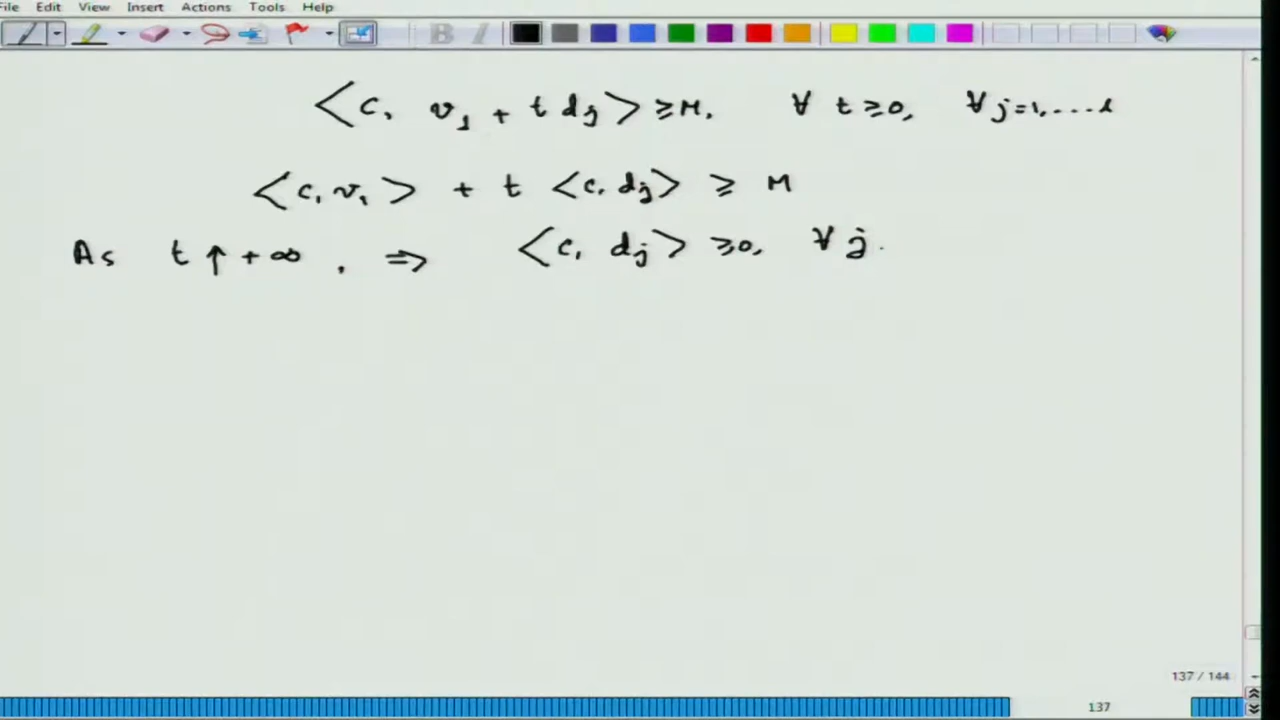 File Edit View Insert Actions Tools Help
B I
<c, v₁ + t dⱼ> ≥ M, ∀ t ≥ 0, ∀ j=1,...l
<c, v₁> + t <c, dⱼ> ≥ M
As t ↑ +∞ , ⇒ <c, dⱼ> ≥ 0, ∀ j.
137 / 144
137